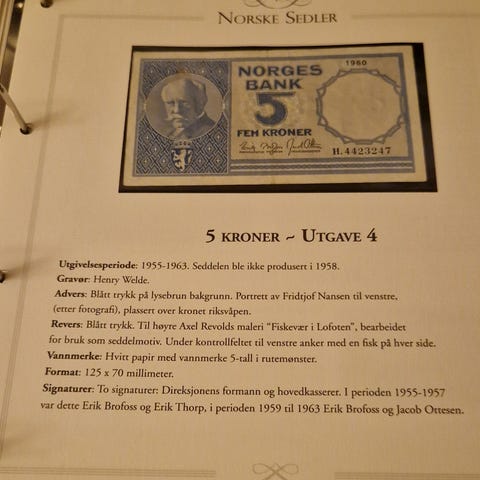 NORSKE SEDLER
1960
NORGES
BANK
5
FEM KRONER
H.4423247
5 KRONER ~ UTGAVE 4
Utgivelsesperiode: 1955-1963. Seddelen ble ikke produsert i 1958.
Gravør: Henry Welde.
Advers: Blått trykk på lysebrun bakgrunn. Portrett av Fridtjof Nansen til venstre,
(etter fotografi), plassert over kronet riksvåpen.
Revers: Blått trykk. Til høyre Axel Revolds maleri "Fiskevær i Lofoten", bearbeidet
for bruk som seddelmotiv. Under kontrollfeltet til venstre anker med en fisk på hver side.
Vannmerke: Hvitt papir med vannmerke 5-tall i rutemønster.
Format: 125 x 70 millimeter.
Signaturer: To signaturer: Direksjonens formann og hovedkasserer. I perioden 1955-1957
var dette Erik Brofoss og Erik Thorp, i perioden 1959 til 1963 Erik Brofoss og Jacob Ottesen.